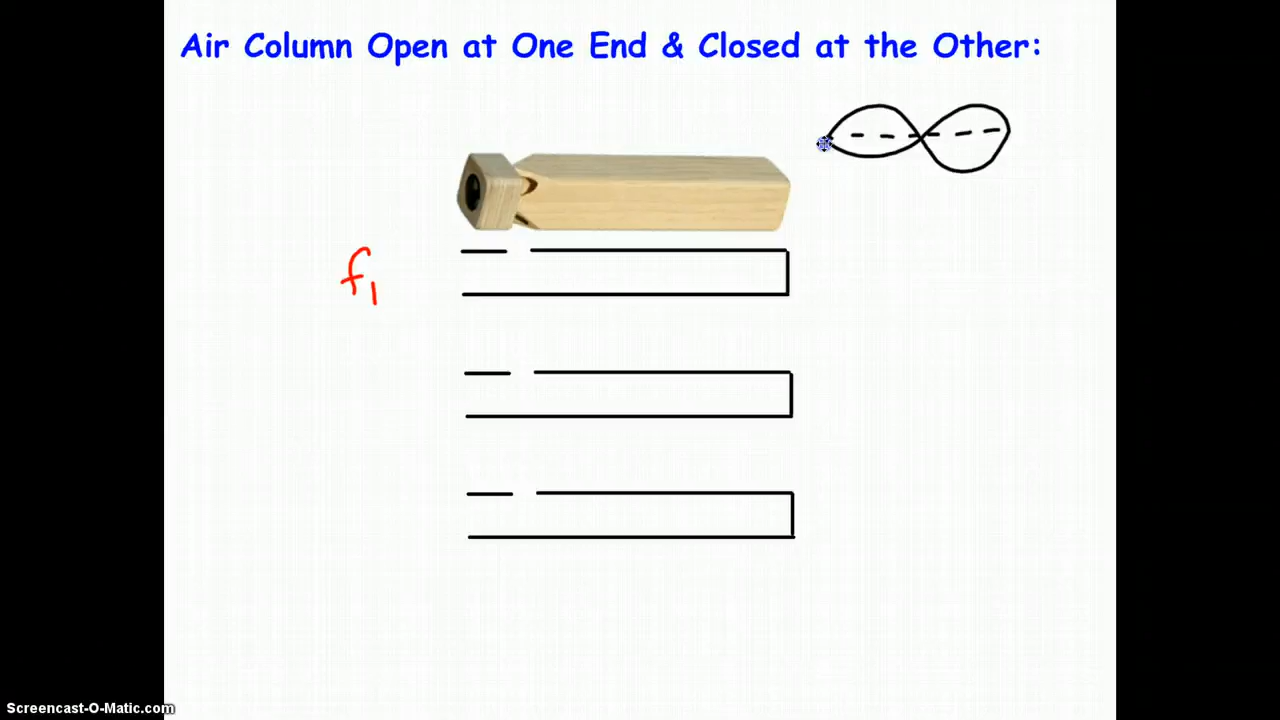 Air Column Open at One End & Closed at the Other:
f1
Screencast-O-Matic.com